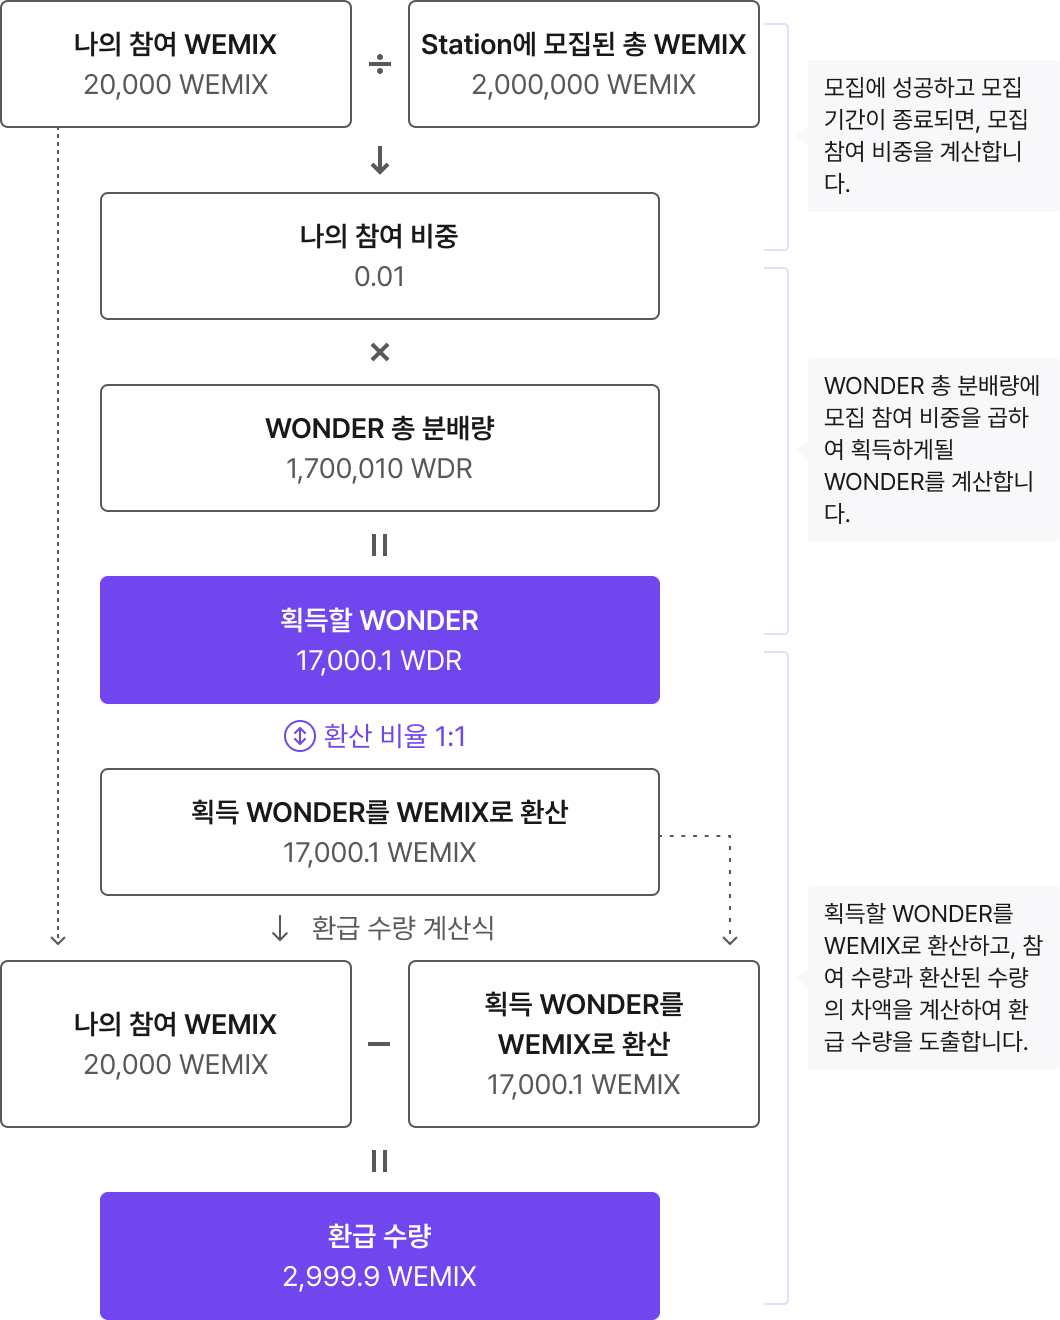 나의 참여 WEMIX
20,000 WEMIX
÷
Station에 모집된 총 WEMIX
2,000,000 WEMIX
모집에 성공하고 모집
기간이 종료되면, 모집
참여 비중을 계산합니
다.
나의 참여 비중
0.01
×
WONDER 총 분배량
1,700,010 WDR
WONDER 총 분배량에
모집 참여 비중을 곱하
여 획득하게될
WONDER를 계산합니
다.
획득할 WONDER
17,000.1 WDR
환산 비율 1:1
획득 WONDER를 WEMIX로 환산
17,000.1 WEMIX
환급 수량 계산식
획득할 WONDER를
WEMIX로 환산하고, 참
여 수량과 환산된 수량
의 차액을 계산하여 환
급 수량을 도출합니다.
나의 참여 WEMIX
20,000 WEMIX
−
획득 WONDER를
WEMIX로 환산
17,000.1 WEMIX
환급 수량
2,999.9 WEMIX